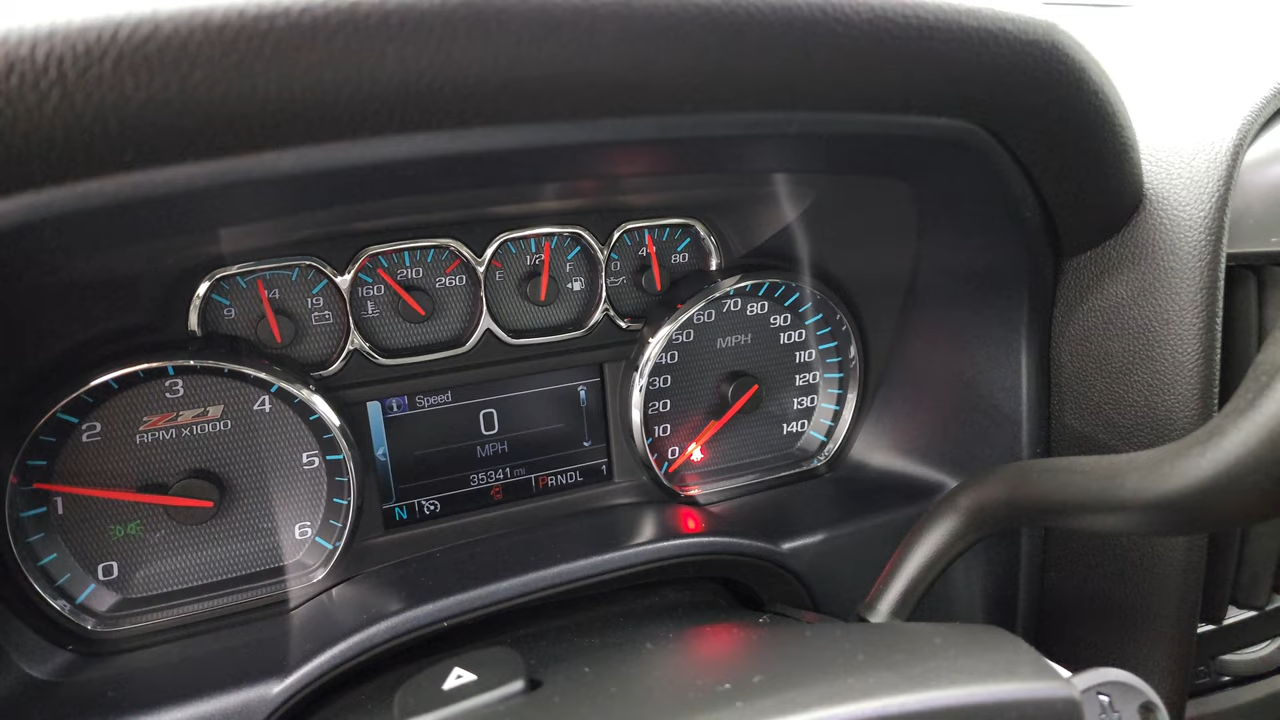 9 14 19
160 210 260
E 1/2 F
0 40 80
0 1 2 3 4 5 6
Z71
RPM X1000
Speed
0
MPH
35341 mi
N PRNDL 1
0 10 20 30 40 50 60 70 80 90 100 110 120 130 140
MPH